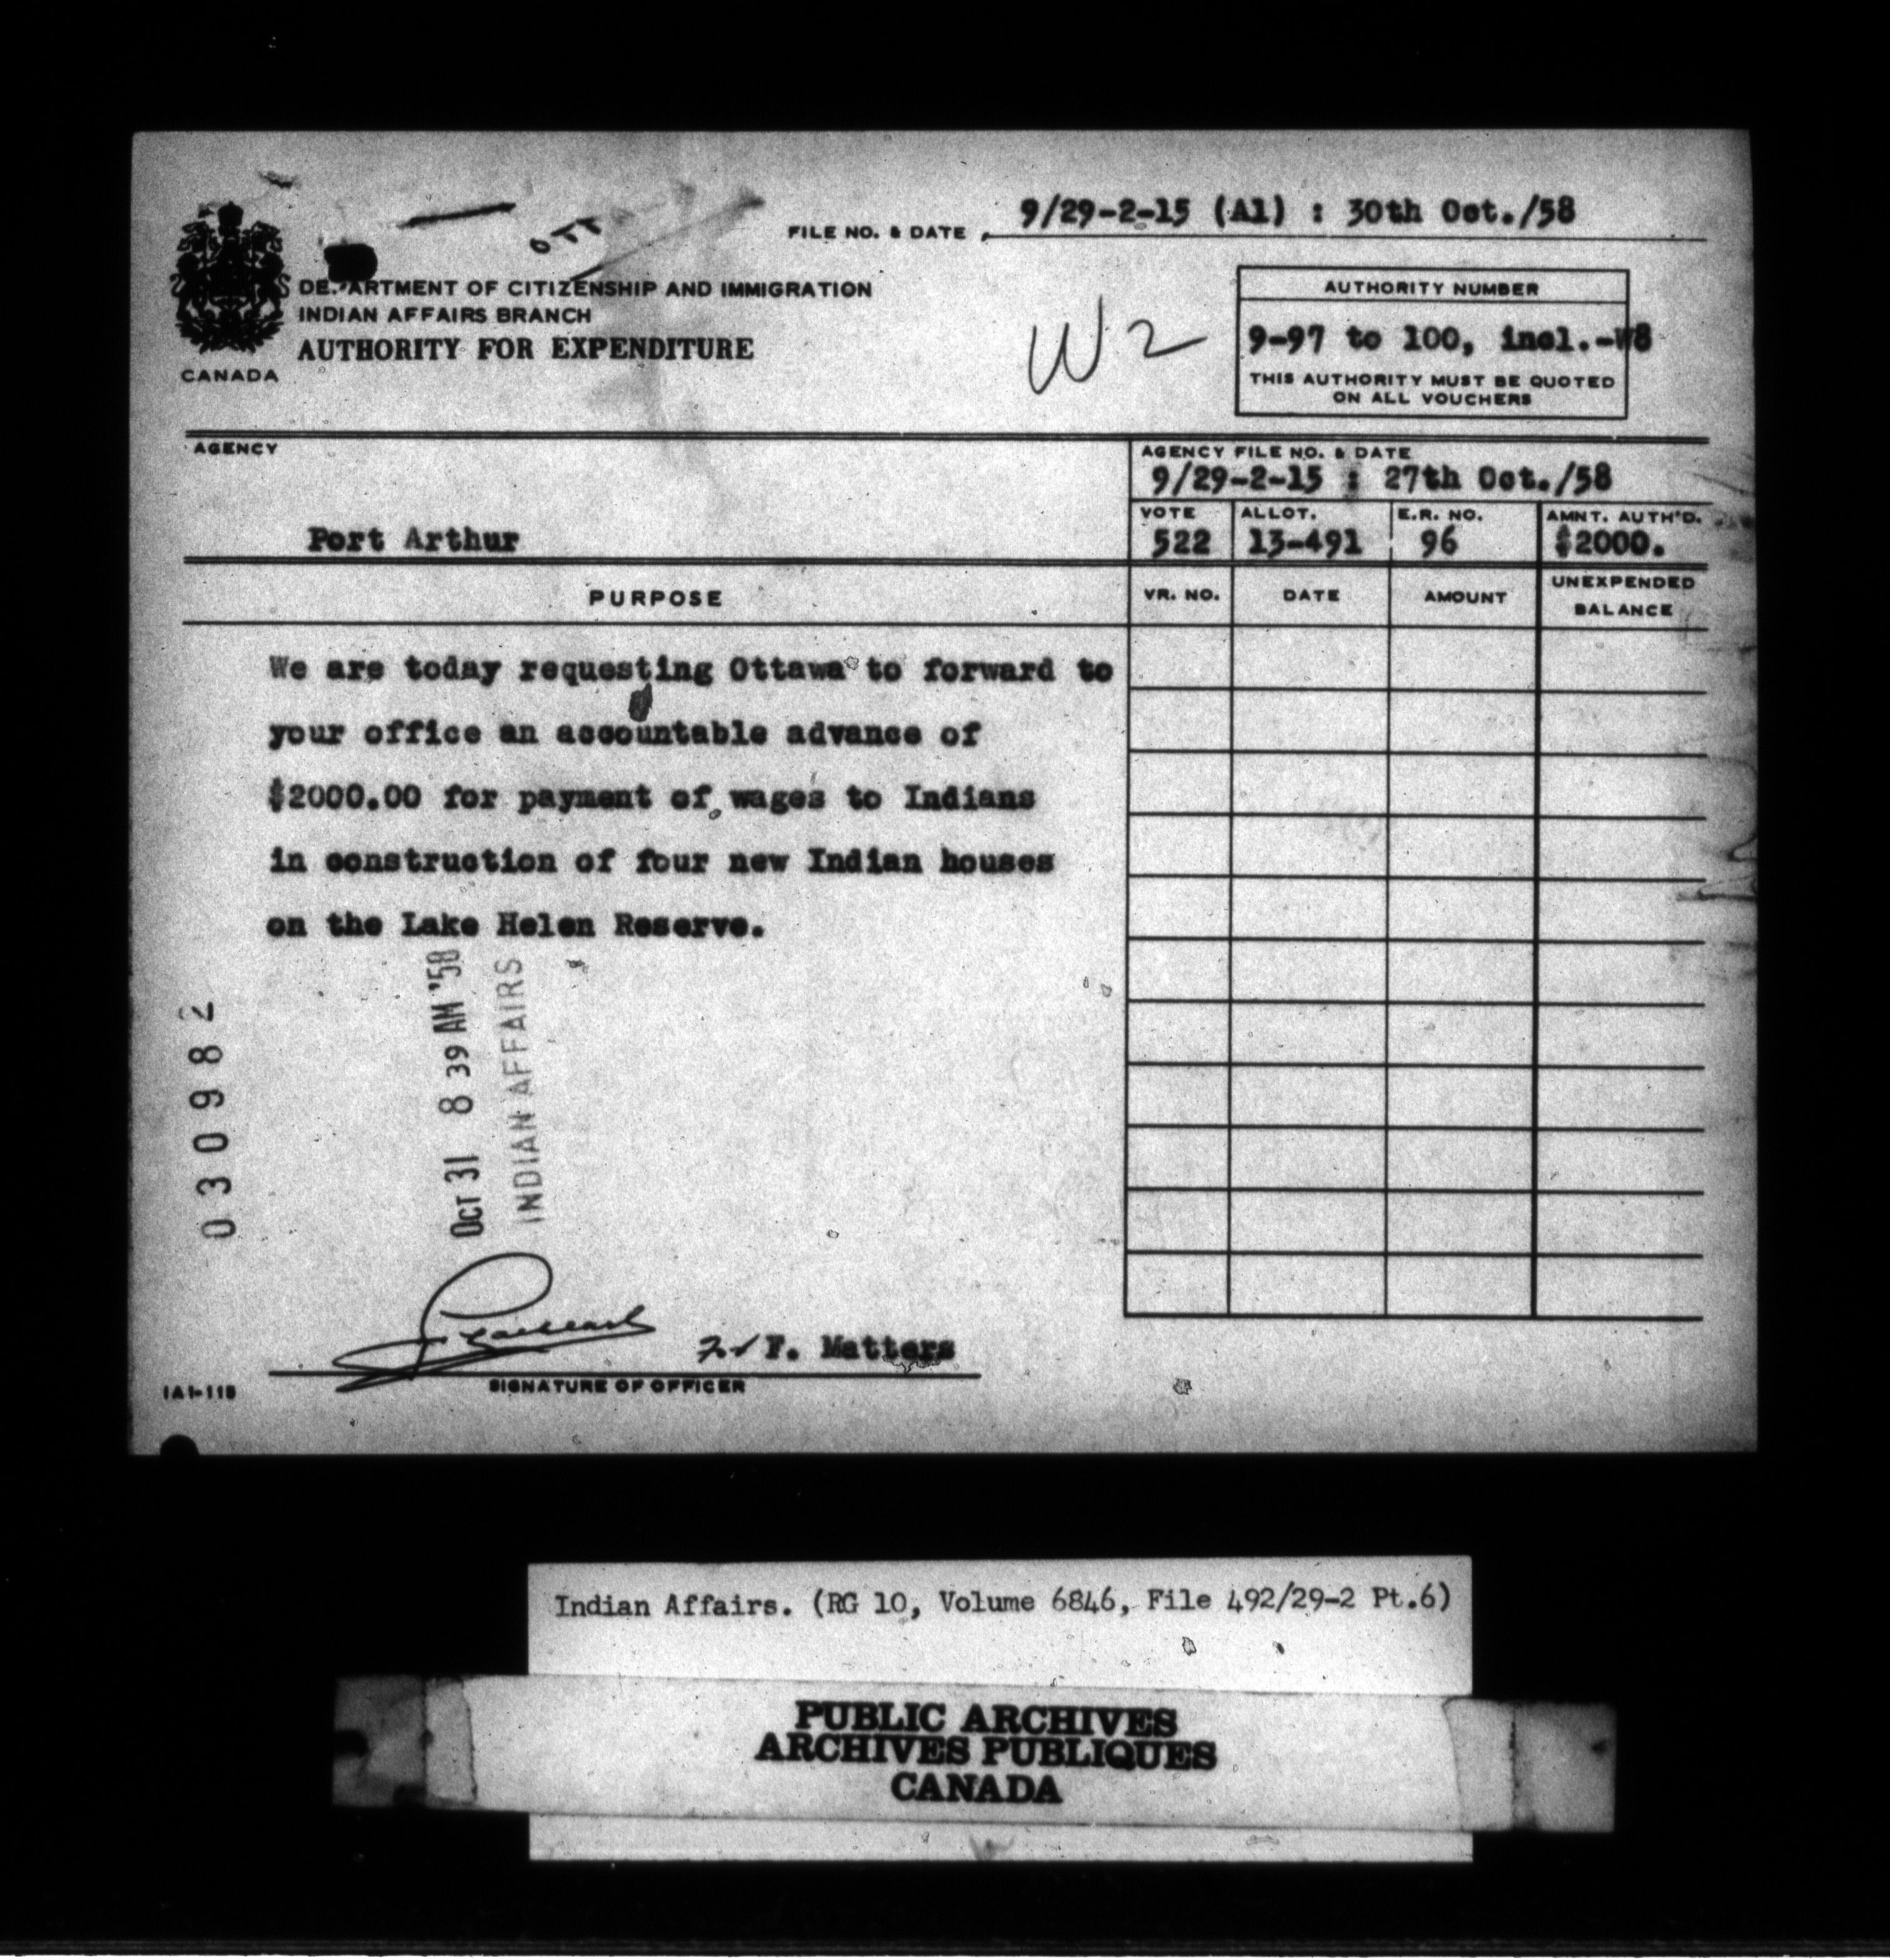 OTT
FILE NO. & DATE 9/29-2-15 (A1) : 30th Oct./58
CANADA
DEPARTMENT OF CITIZENSHIP AND IMMIGRATION
INDIAN AFFAIRS BRANCH
AUTHORITY FOR EXPENDITURE
W2
AUTHORITY NUMBER
9-97 to 100, incl.-W8
THIS AUTHORITY MUST BE QUOTED
ON ALL VOUCHERS
AGENCY
Port Arthur
AGENCY FILE NO. & DATE
9/29-2-15 : 27th Oct./58
VOTE ALLOT. E.R. NO. AMNT. AUTH'D.
522 13-491 96 $2000.
PURPOSE
VR. NO. DATE AMOUNT UNEXPENDED
BALANCE
We are today requesting Ottawa to forward to
your office an accountable advance of
$2000.00 for payment of wages to Indians
in construction of four new Indian houses
on the Lake Helen Reserve.
030982
OCT 31 8 39 AM '58
INDIAN AFFAIRS
F. Matters
SIGNATURE OF OFFICER
IAI-115
Indian Affairs. (RG 10, Volume 6846, File 492/29-2 Pt.6)
PUBLIC ARCHIVES
ARCHIVES PUBLIQUES
CANADA